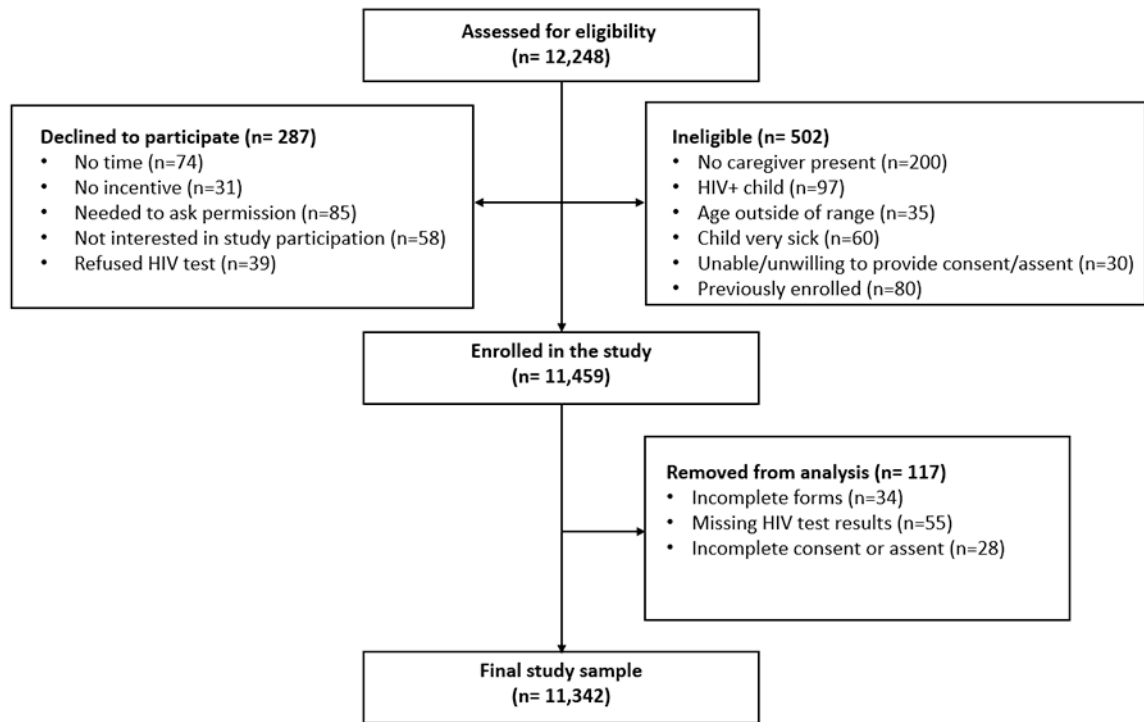 Assessed for eligibility
(n= 12,248)
Declined to participate (n= 287)
• No time (n=74)
• No incentive (n=31)
• Needed to ask permission (n=85)
• Not interested in study participation (n=58)
• Refused HIV test (n=39)
Ineligible (n= 502)
• No caregiver present (n=200)
• HIV+ child (n=97)
• Age outside of range (n=35)
• Child very sick (n=60)
• Unable/unwilling to provide consent/assent (n=30)
• Previously enrolled (n=80)
Enrolled in the study
(n= 11,459)
Removed from analysis (n= 117)
• Incomplete forms (n=34)
• Missing HIV test results (n=55)
• Incomplete consent or assent (n=28)
Final study sample
(n= 11,342)